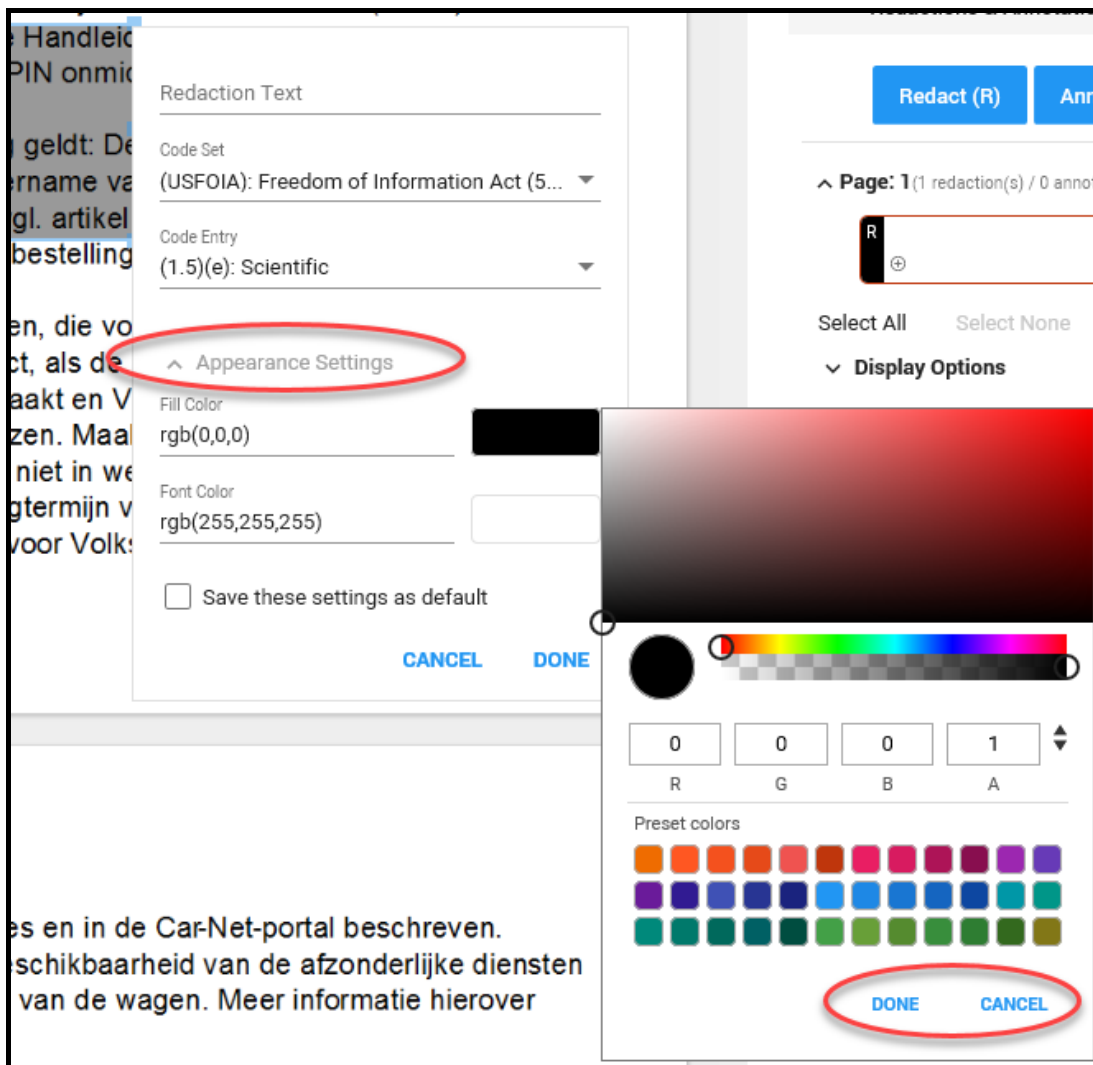 Handleid
PIN onmid
geldt: De
ername va
gl. artikel
bestelling
en, die vo
ct, als de
aakt en V
zen. Maal
niet in we
gtermijn v
voor Volks
Redaction Text
Code Set
(USFOIA): Freedom of Information Act (5...
Code Entry
(1.5)(e): Scientific
Appearance Settings
Fill Color
rgb(0,0,0)
Font Color
rgb(255,255,255)
Save these settings as default
CANCEL DONE
Redact (R) Ann
Page: 1 (1 redaction(s) / 0 annot
R
Select All Select None
Display Options
0 0 0 1
R G B A
Preset colors
DONE CANCEL
es en in de Car-Net-portal beschreven.
eschikbaarheid van de afzonderlijke diensten
van de wagen. Meer informatie hierover